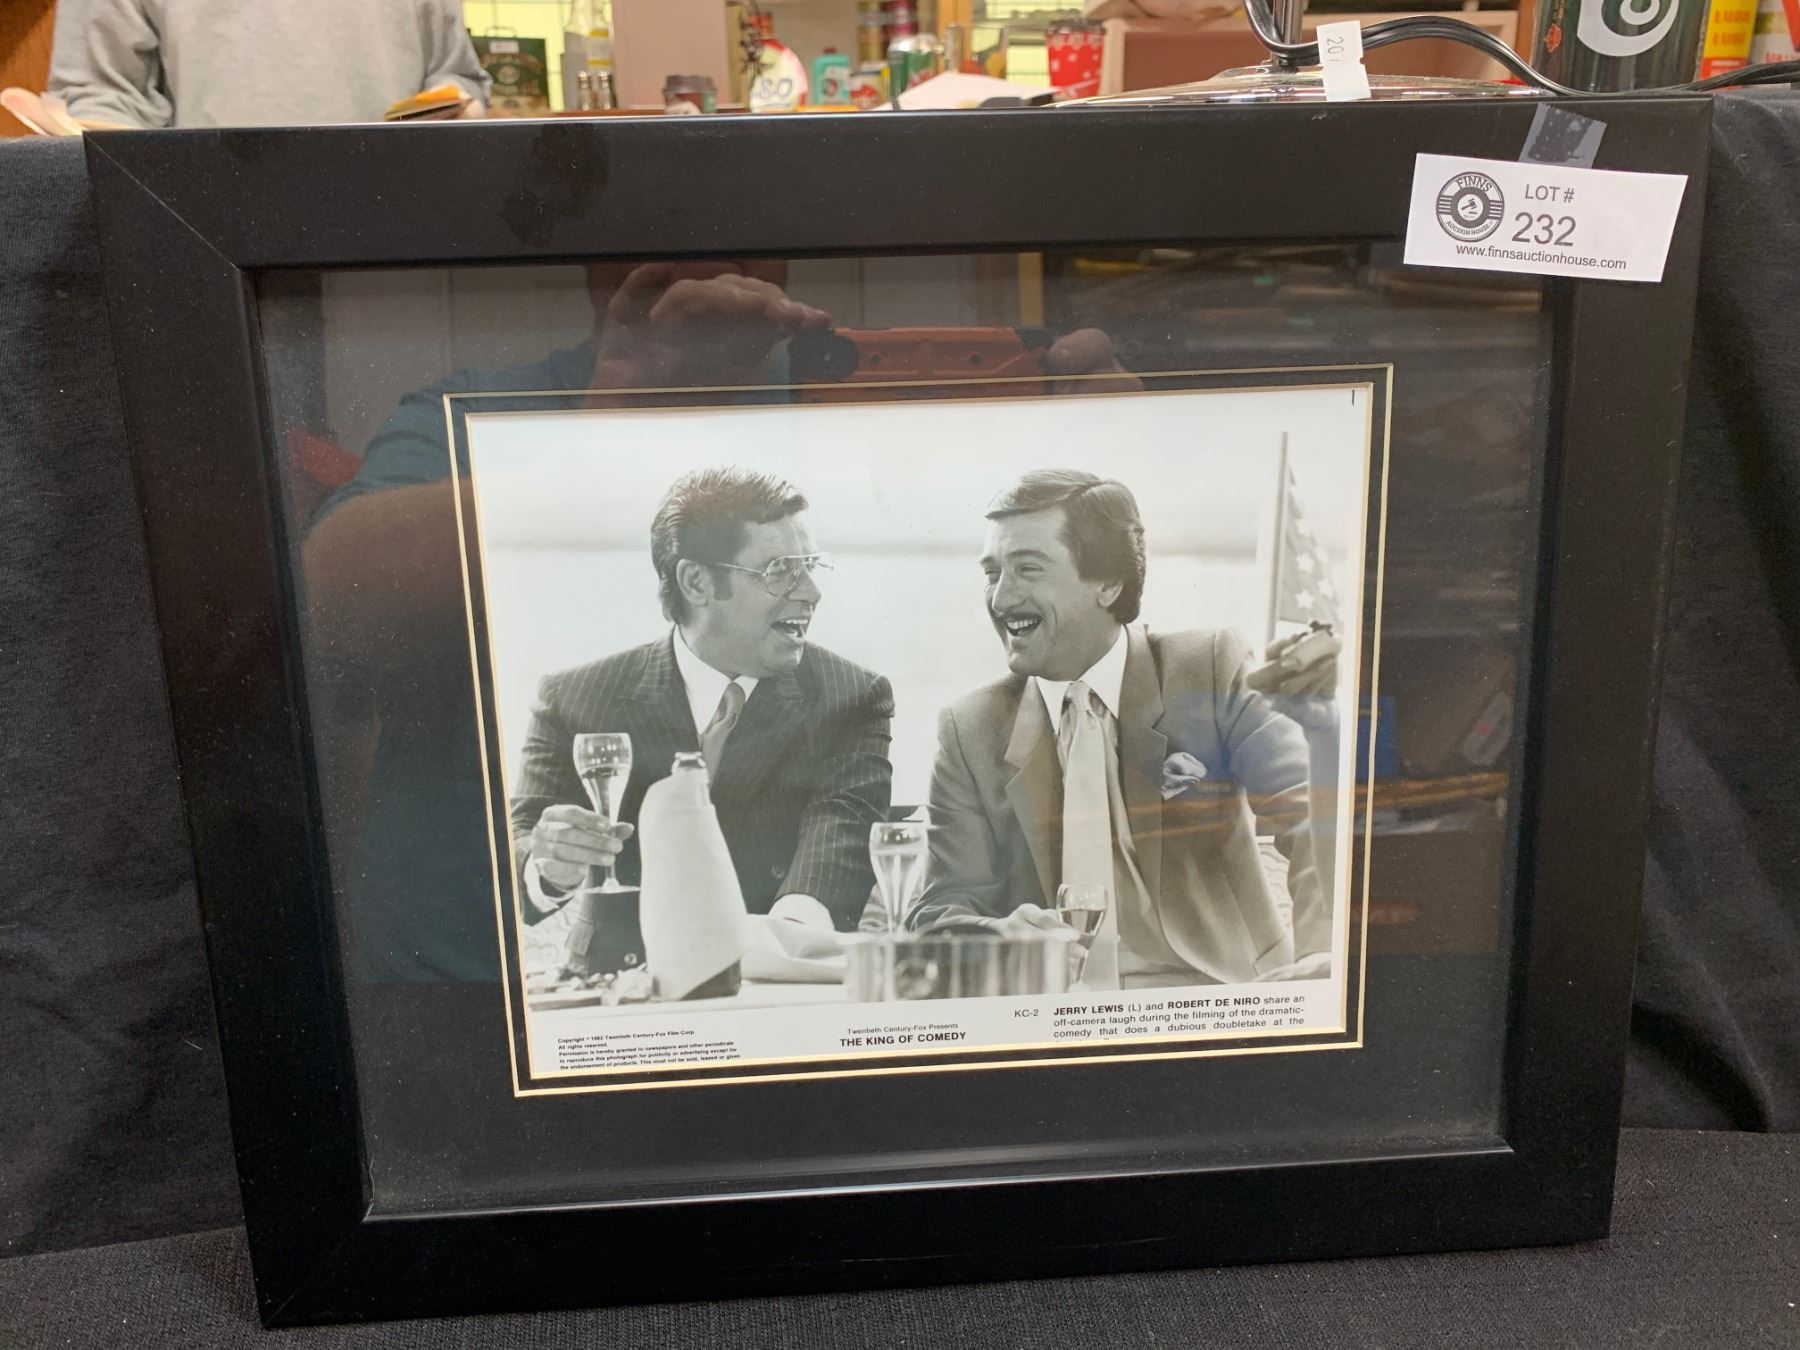 201
FINNS
AUCTION HOUSE
LOT #
232
www.finnsauctionhouse.com
Copyright © 1982 Twentieth Century-Fox Film Corp.
All rights reserved.
Permission is hereby granted to newspapers and other periodicals
to reproduce this photograph for publicity or advertising except for
the endorsement of products. This must not be sold, leased or given
Twentieth Century-Fox Presents
THE KING OF COMEDY
KC-2
JERRY LEWIS (L) and ROBERT DE NIRO share an
off-camera laugh during the filming of the dramatic-
comedy that does a dubious doubletake at the